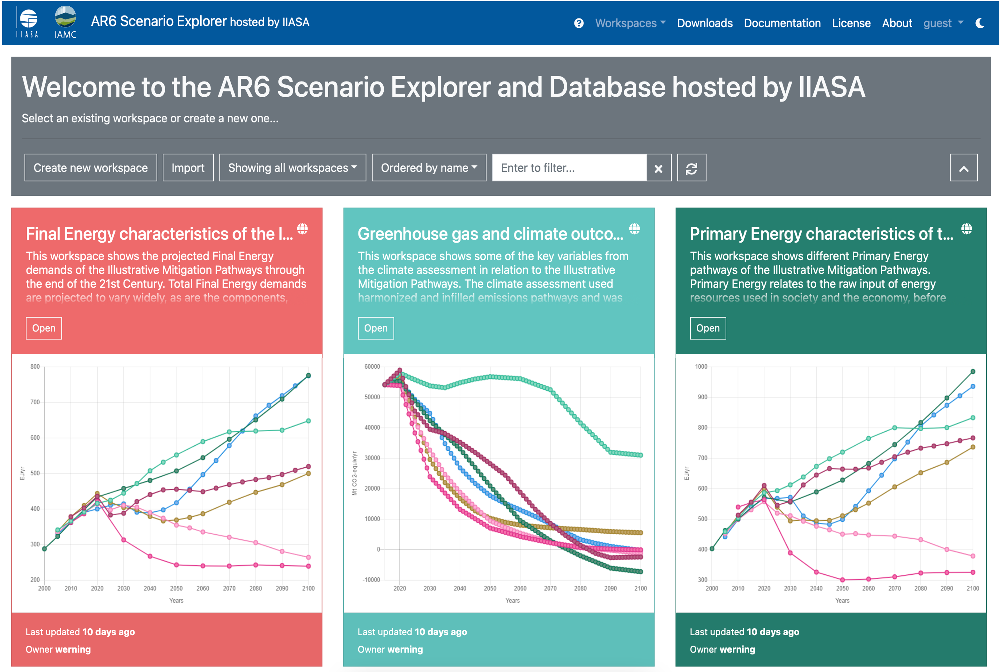 IIASA
IAMC
AR6 Scenario Explorer hosted by IIASA
Workspaces
Downloads
Documentation
License
About
guest
Welcome to the AR6 Scenario Explorer and Database hosted by IIASA
Select an existing workspace or create a new one...
Create new workspace
Import
Showing all workspaces
Ordered by name
Enter to filter...
Final Energy characteristics of the I...
This workspace shows the projected Final Energy
demands of the Illustrative Mitigation Pathways through
the end of the 21st Century. Total Final Energy demands
are projected to vary widely, as are the components,
Open
800
700
600
500
400
300
200
EJ/yr
2000 2010 2020 2030 2040 2050 2060 2070 2080 2090 2100
Years
Last updated 10 days ago
Owner werning
Greenhouse gas and climate outco...
This workspace shows some of the key variables from
the climate assessment in relation to the Illustrative
Mitigation Pathways. The climate assessment used
harmonized and infilled emissions pathways and was
Open
60000
50000
40000
30000
20000
10000
0
-10000
Mt CO2-equiv/yr
2020 2030 2040 2050 2060 2070 2080 2090 2100
Years
Last updated 10 days ago
Owner werning
Primary Energy characteristics of t...
This workspace shows different Primary Energy
pathways of the Illustrative Mitigation Pathways.
Primary Energy relates to the raw input of energy
resources used in society and the economy, before
Open
1000
900
800
700
600
500
400
300
EJ/yr
2000 2010 2020 2030 2040 2050 2060 2070 2080 2090 2100
Years
Last updated 10 days ago
Owner werning